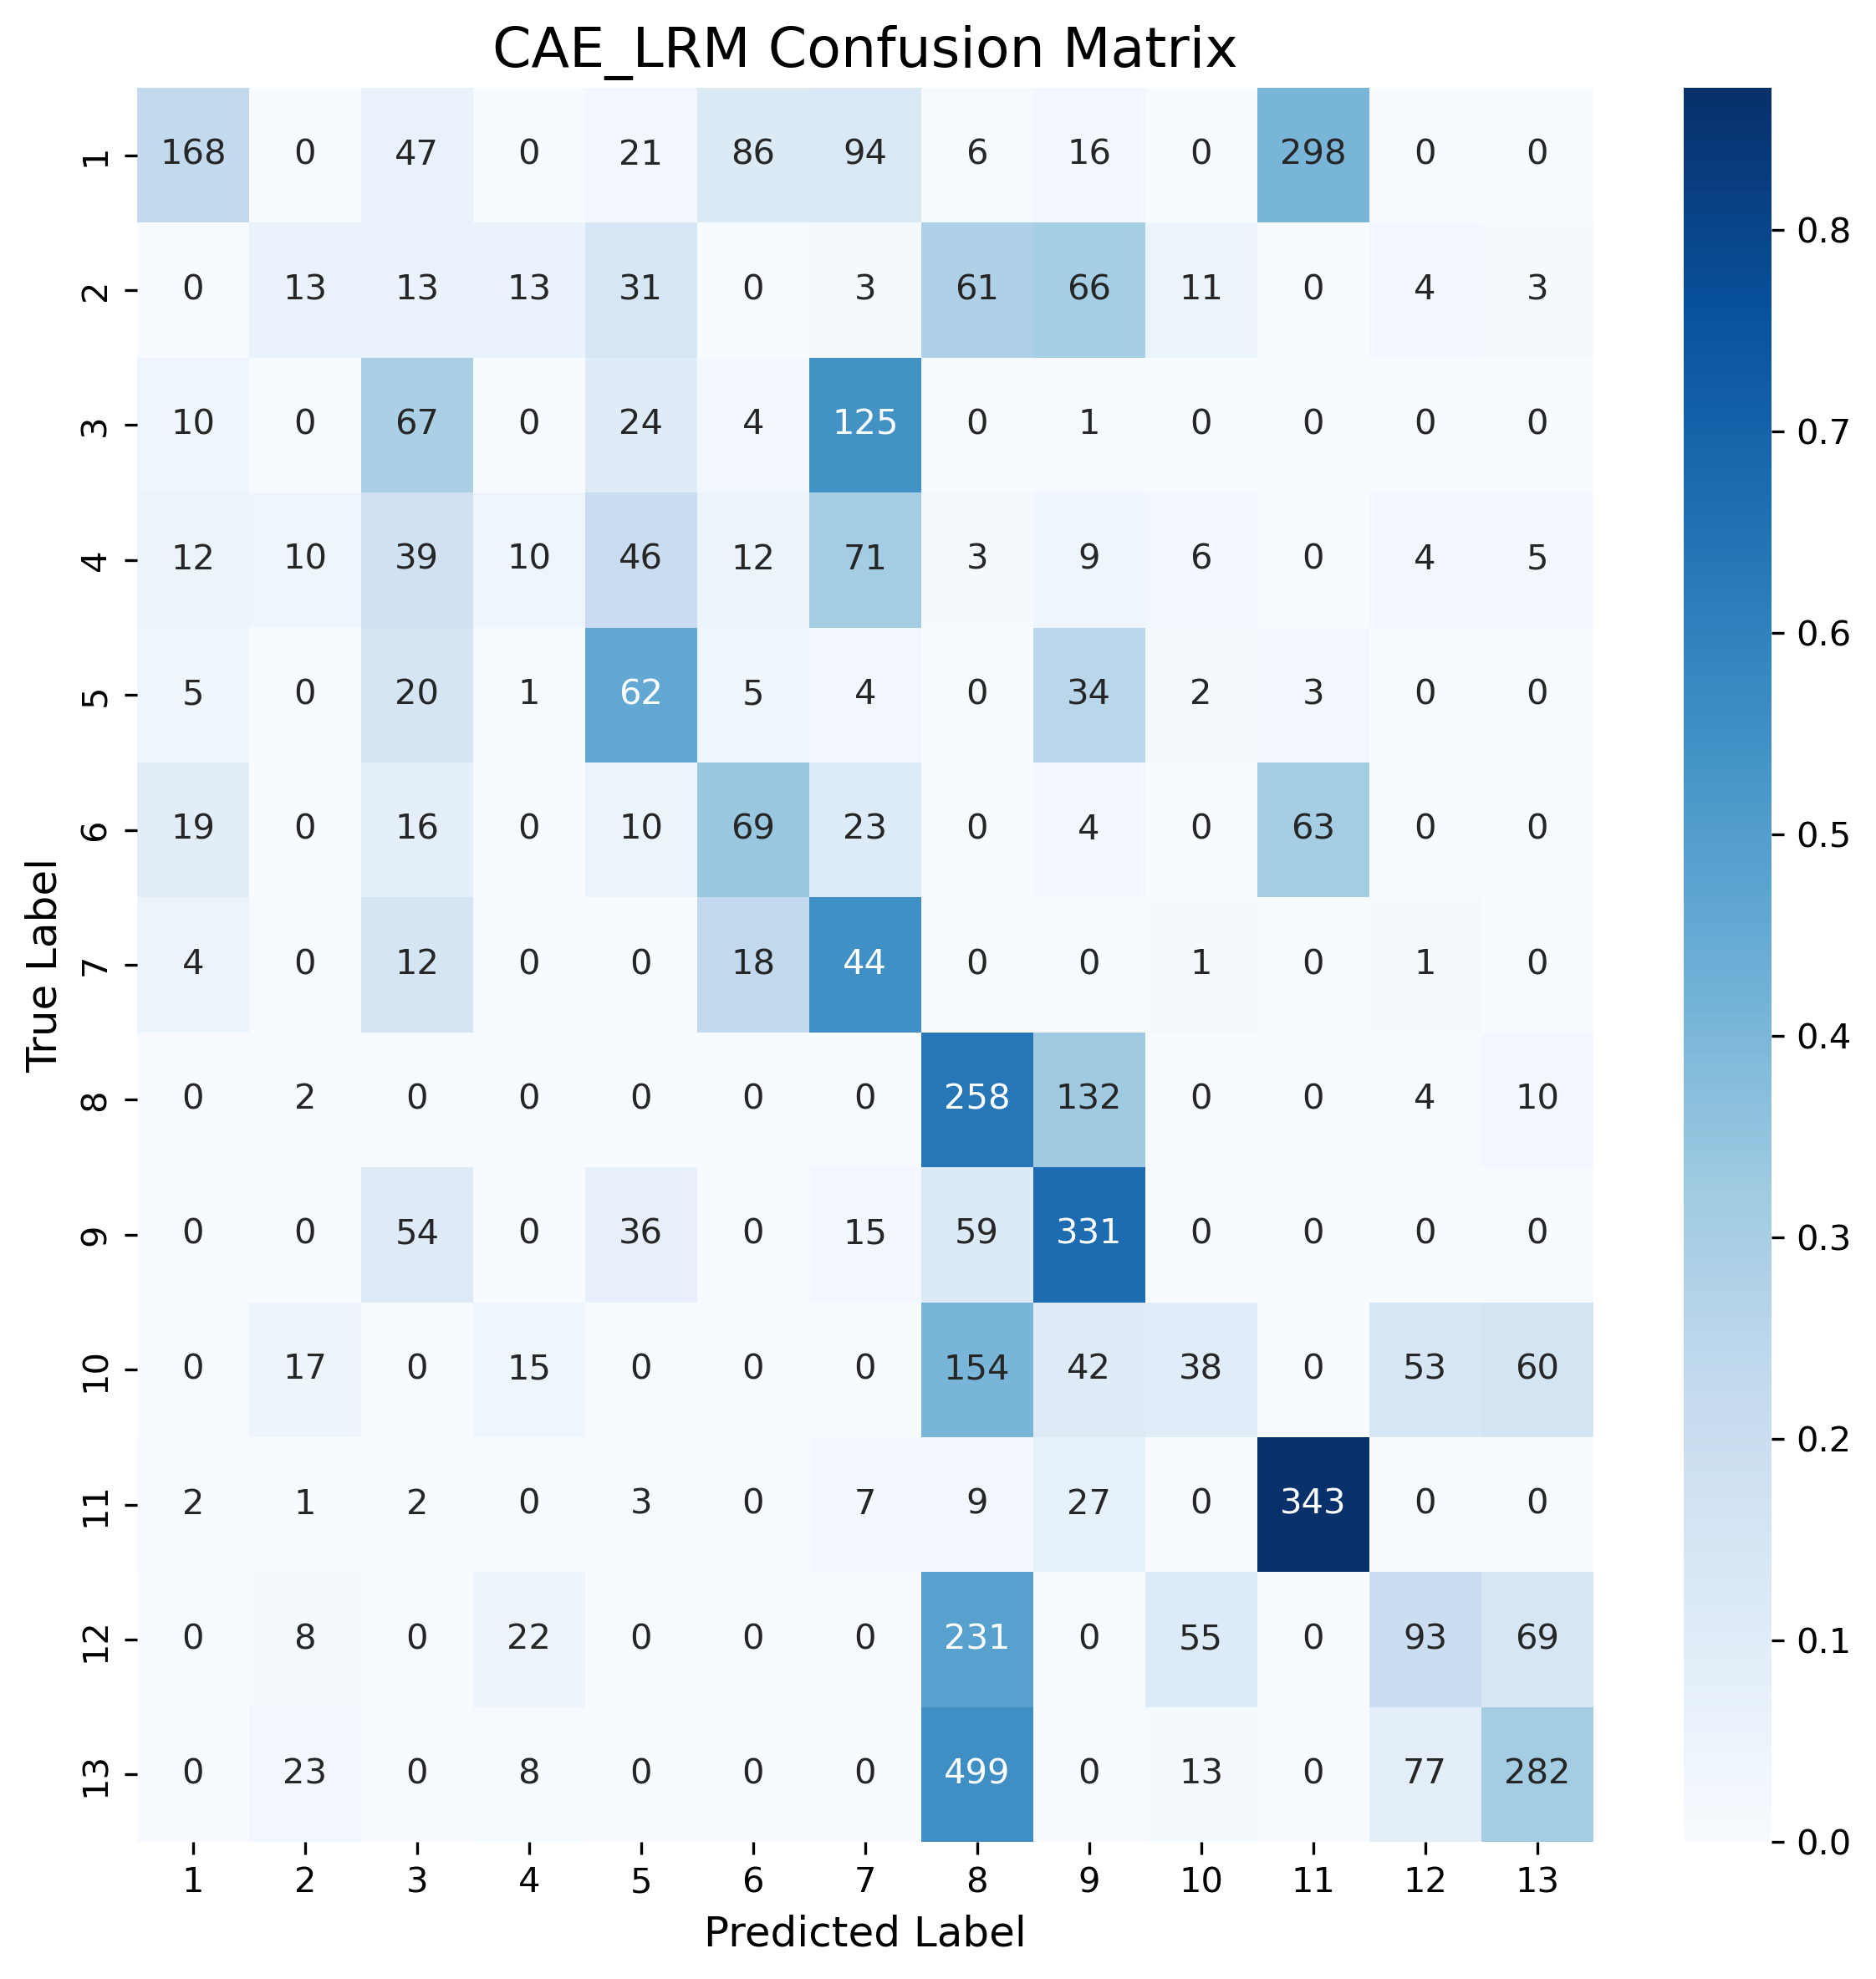 CAE_LRM Confusion Matrix
1 168 0 47 0 21 86 94 6 16 0 298 0 0
2 0 13 13 13 31 0 3 61 66 11 0 4 3
3 10 0 67 0 24 4 125 0 1 0 0 0 0
4 12 10 39 10 46 12 71 3 9 6 0 4 5
5 5 0 20 1 62 5 4 0 34 2 3 0 0
6 19 0 16 0 10 69 23 0 4 0 63 0 0
7 4 0 12 0 0 18 44 0 0 1 0 1 0
8 0 2 0 0 0 0 0 258 132 0 0 4 10
9 0 0 54 0 36 0 15 59 331 0 0 0 0
10 0 17 0 15 0 0 0 154 42 38 0 53 60
11 2 1 2 0 3 0 7 9 27 0 343 0 0
12 0 8 0 22 0 0 0 231 0 55 0 93 69
13 0 23 0 8 0 0 0 499 0 13 0 77 282
1 2 3 4 5 6 7 8 9 10 11 12 13
Predicted Label
True Label
0.8
0.7
0.6
0.5
0.4
0.3
0.2
0.1
0.0